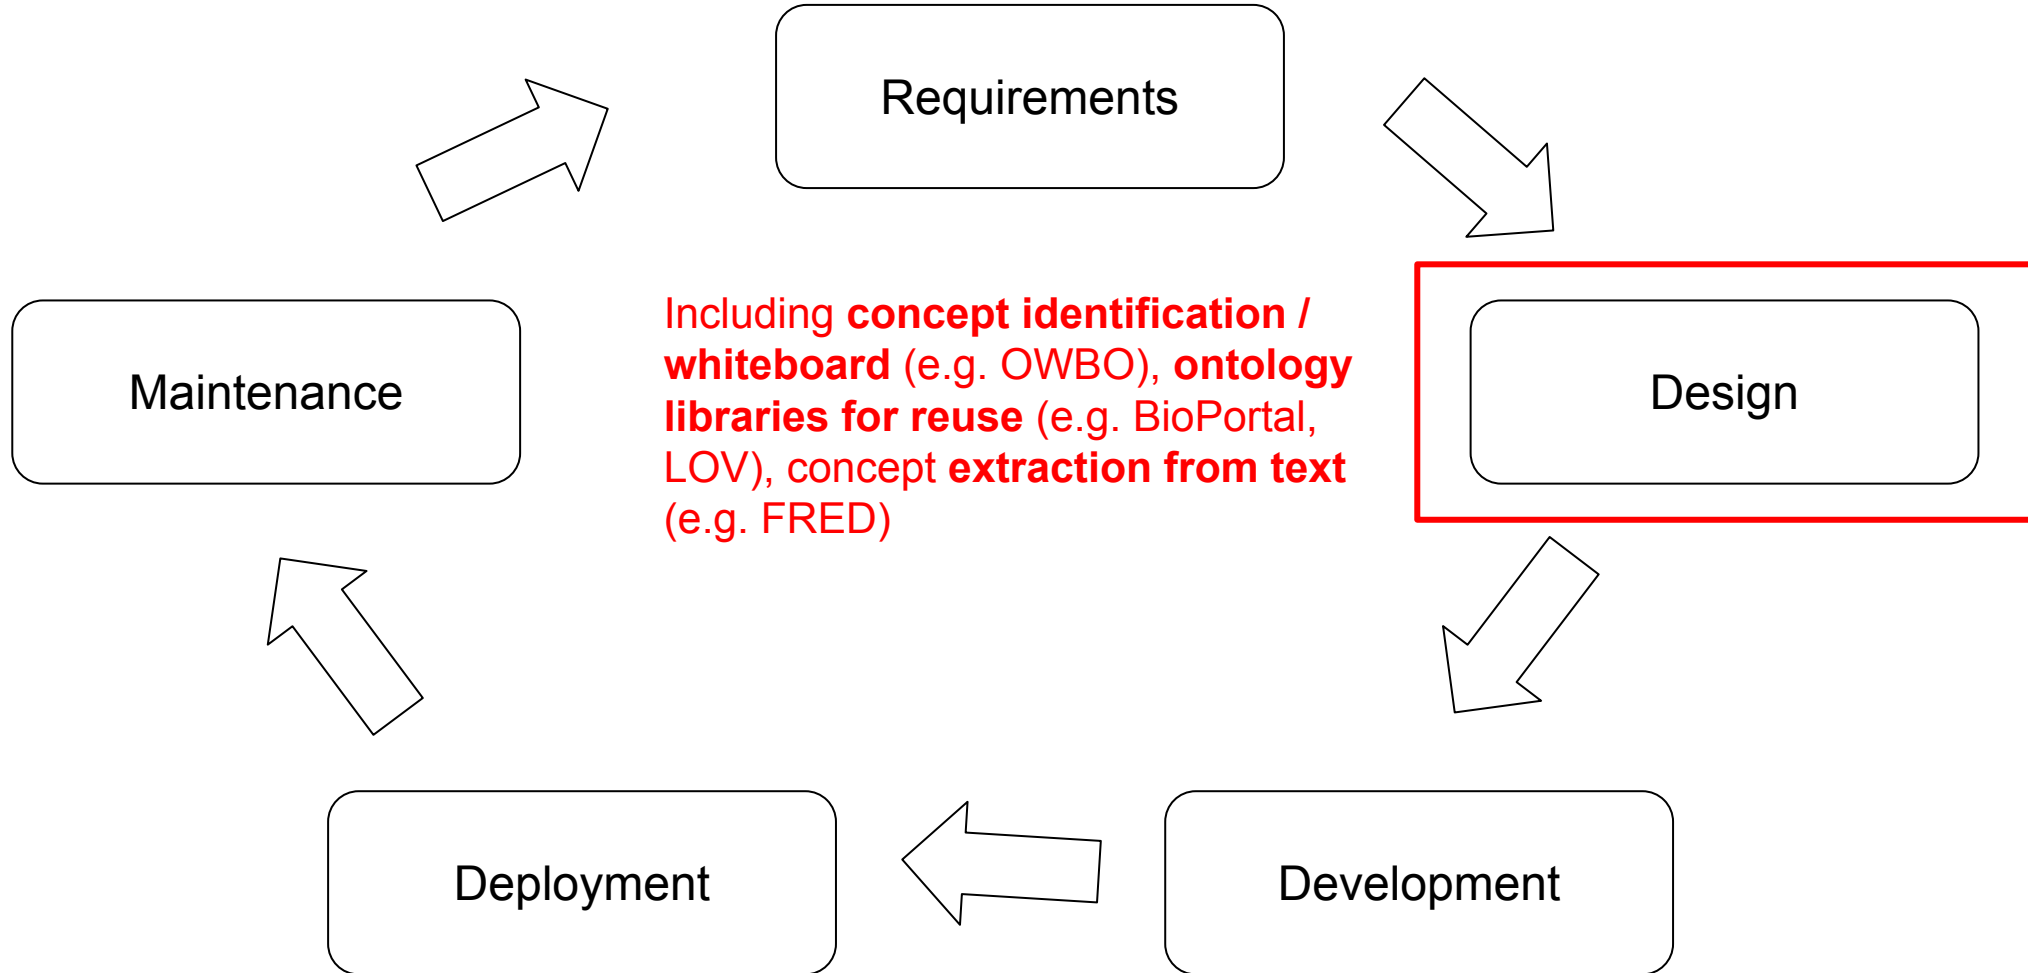 Requirements
Maintenance
Including concept identification /
whiteboard (e.g. OWBO), ontology
libraries for reuse (e.g. BioPortal,
LOV), concept extraction from text
(e.g. FRED)
Design
Deployment
Development